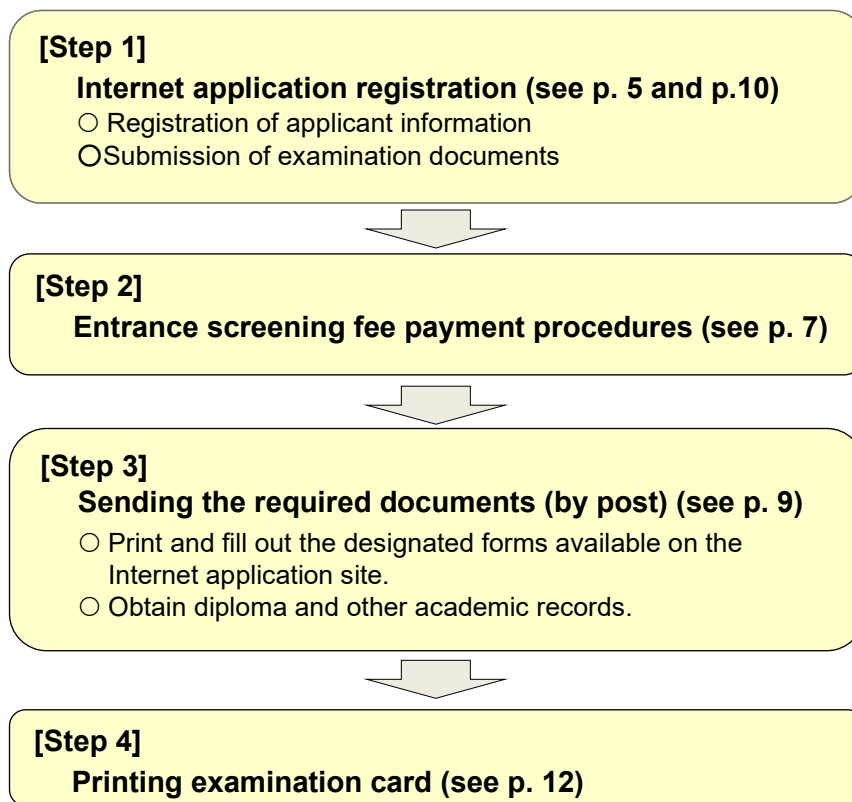 [Step 1]
Internet application registration (see p. 5 and p.10)
○ Registration of applicant information
○Submission of examination documents
[Step 2]
Entrance screening fee payment procedures (see p. 7)
[Step 3]
Sending the required documents (by post) (see p. 9)
○ Print and fill out the designated forms available on the
Internet application site.
○ Obtain diploma and other academic records.
[Step 4]
Printing examination card (see p. 12)